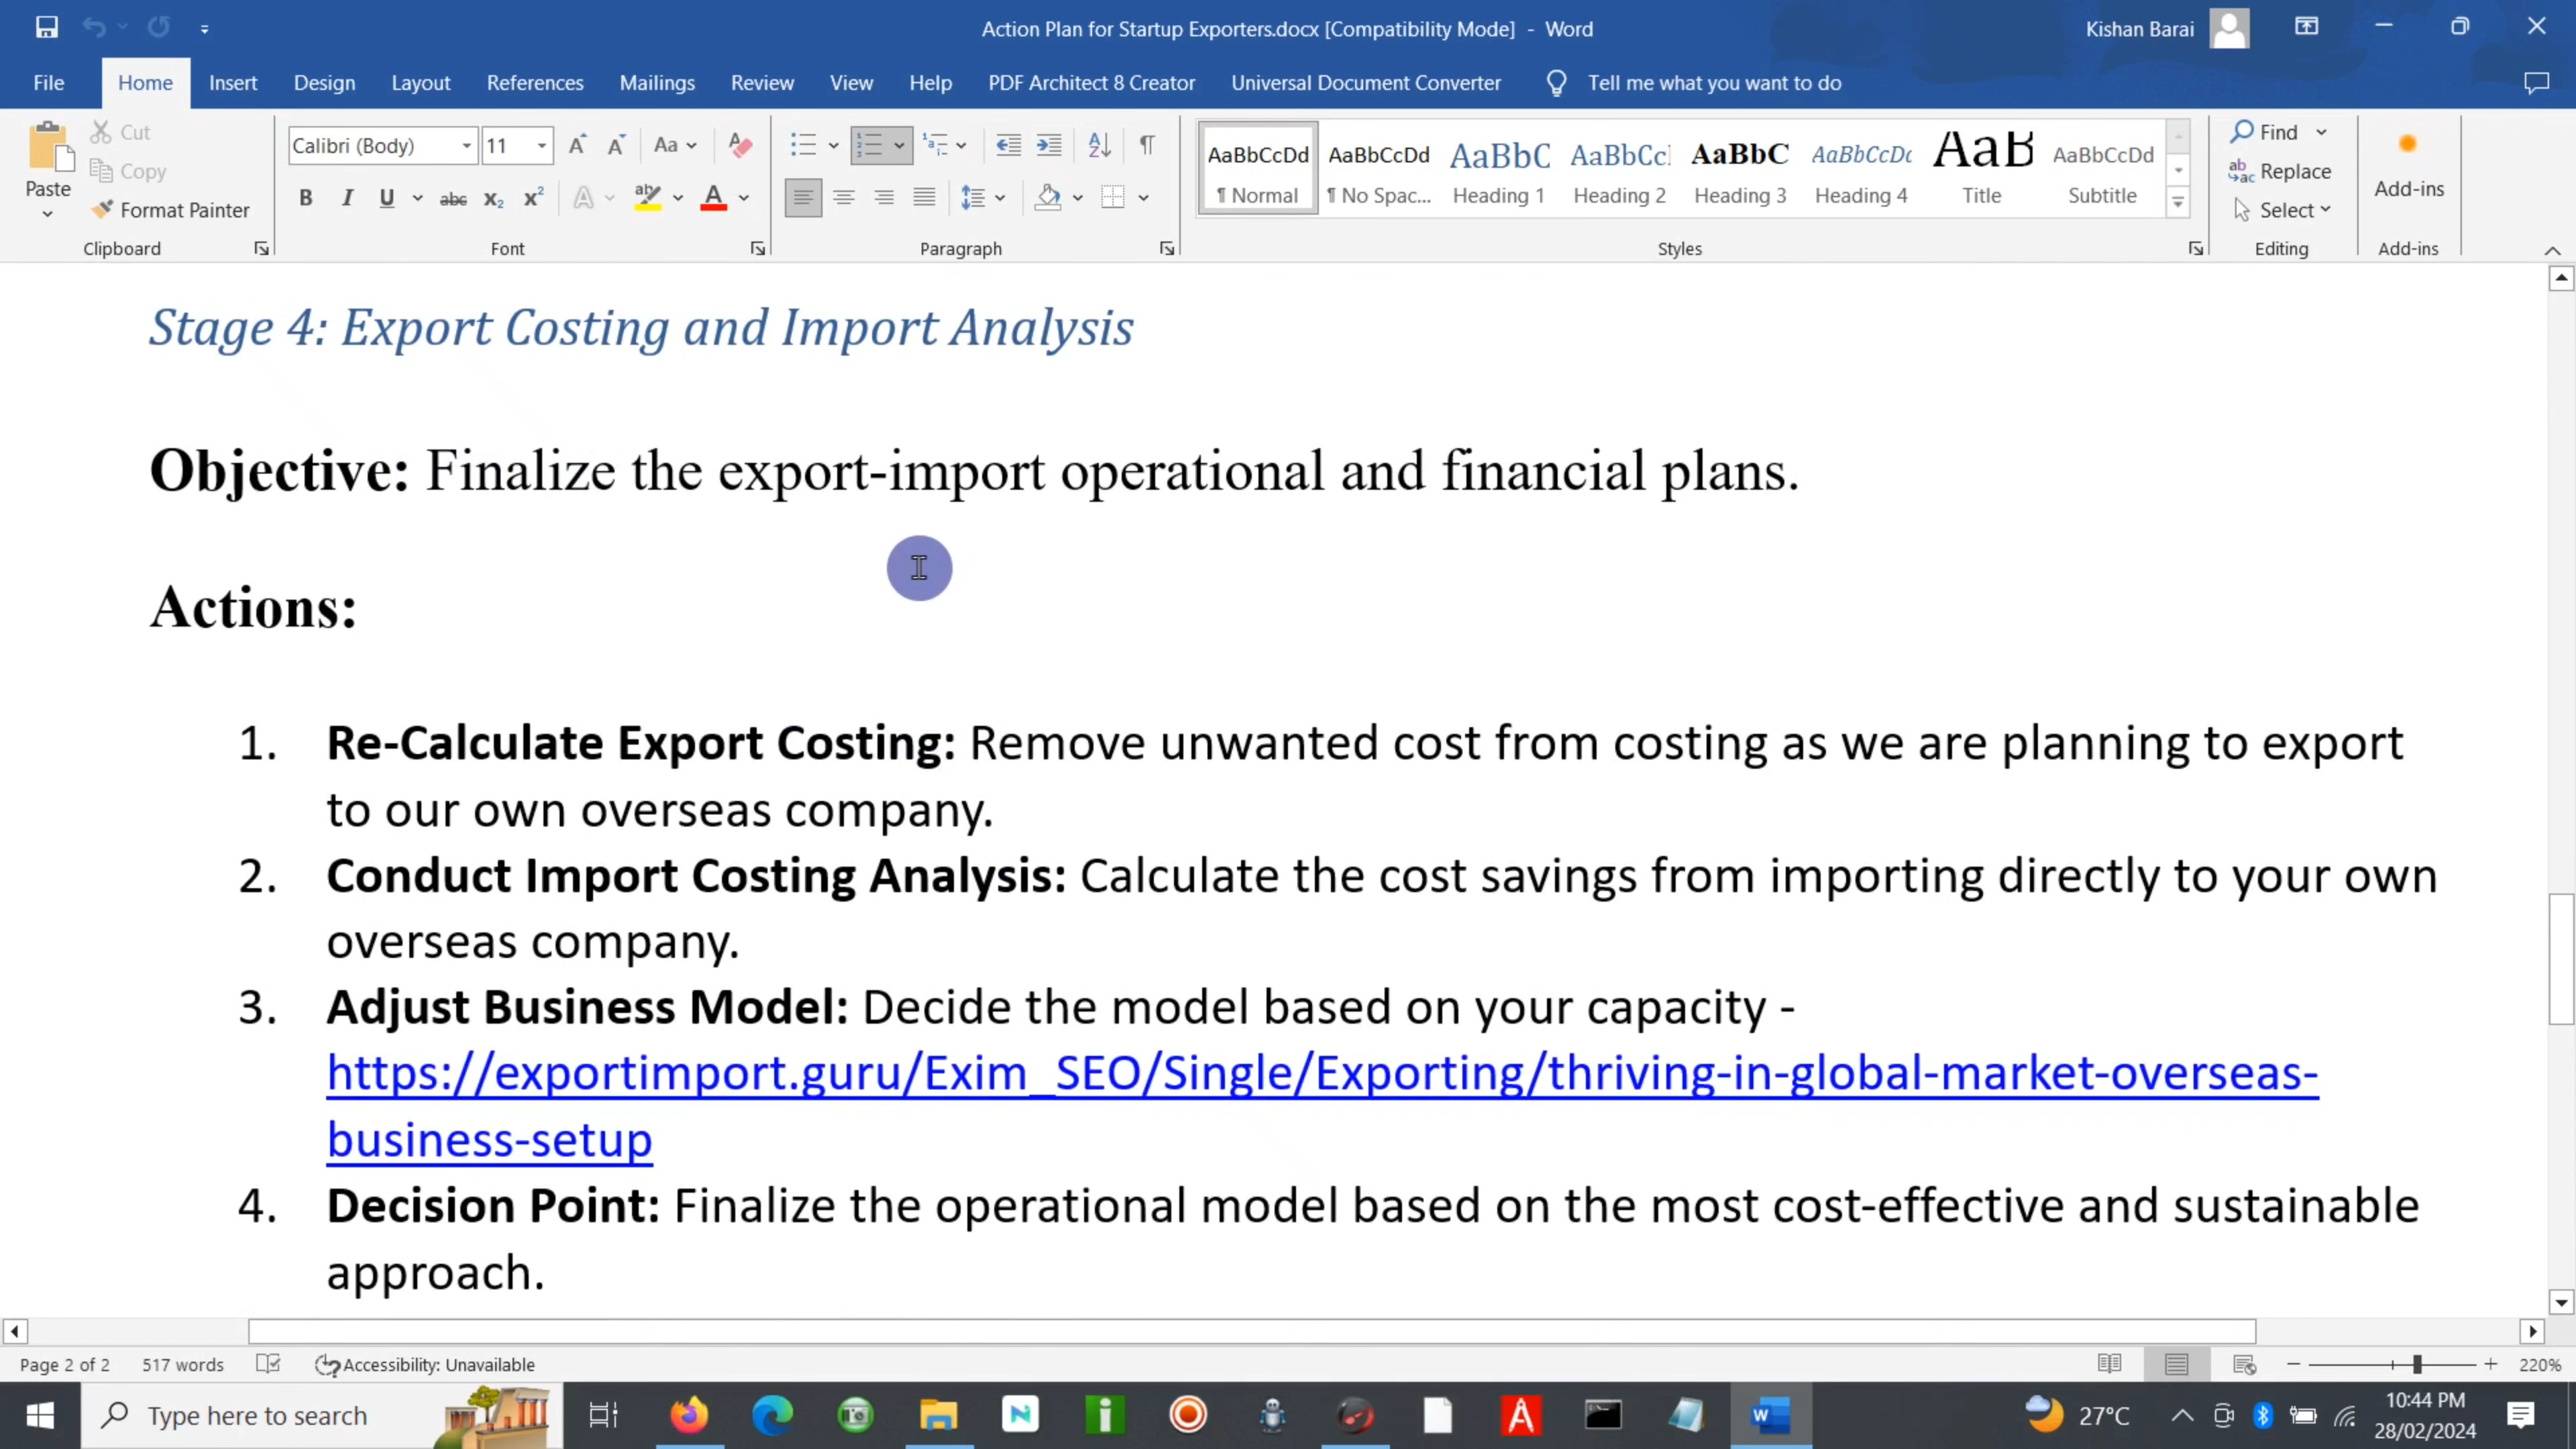 Action Plan for Startup Exporters.docx [Compatibility Mode] - Word
Kishan Barai
File Home Insert Design Layout References Mailings Review View Help PDF Architect 8 Creator Universal Document Converter Tell me what you want to do
Paste
Cut
Copy
Format Painter
Clipboard
Calibri (Body) 11
Font
Paragraph
AaBbCcDd AaBbCcDd AaBbC AaBbCc AaBbC AaBbCcDc AaB AaBbCcDd
¶ Normal ¶ No Spac... Heading 1 Heading 2 Heading 3 Heading 4 Title Subtitle
Styles
Find
Replace
Select
Editing
Add-ins
Add-ins
Stage 4: Export Costing and Import Analysis
Objective: Finalize the export-import operational and financial plans.
Actions:
1. Re-Calculate Export Costing: Remove unwanted cost from costing as we are planning to export
to our own overseas company.
2. Conduct Import Costing Analysis: Calculate the cost savings from importing directly to your own
overseas company.
3. Adjust Business Model: Decide the model based on your capacity -
https://exportimport.guru/Exim_SEO/Single/Exporting/thriving-in-global-market-overseas-
business-setup
4. Decision Point: Finalize the operational model based on the most cost-effective and sustainable
approach.
Page 2 of 2 517 words Accessibility: Unavailable 220%
Type here to search
27°C
10:44 PM
28/02/2024